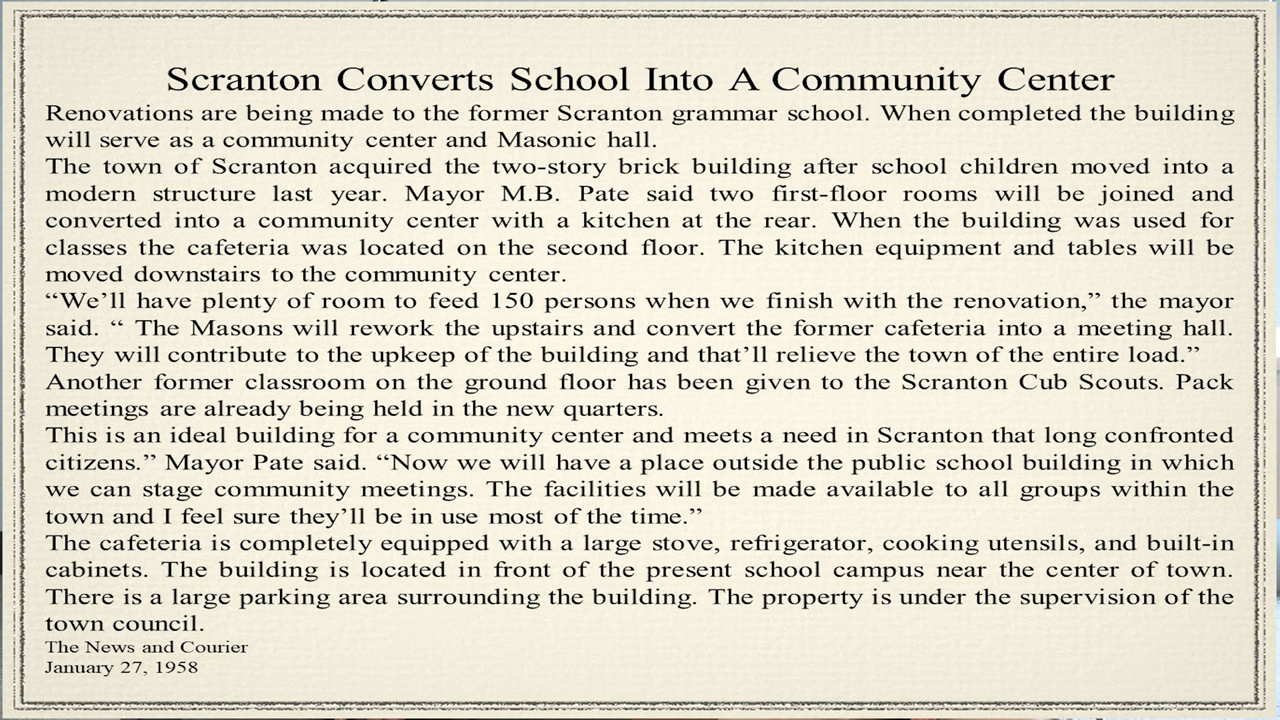 Scranton Converts School Into A Community Center
Renovations are being made to the former Scranton grammar school. When completed the building
will serve as a community center and Masonic hall.
The town of Scranton acquired the two-story brick building after school children moved into a
modern structure last year. Mayor M.B. Pate said two first-floor rooms will be joined and
converted into a community center with a kitchen at the rear. When the building was used for
classes the cafeteria was located on the second floor. The kitchen equipment and tables will be
moved downstairs to the community center.
“We’ll have plenty of room to feed 150 persons when we finish with the renovation,” the mayor
said. “ The Masons will rework the upstairs and convert the former cafeteria into a meeting hall.
They will contribute to the upkeep of the building and that’ll relieve the town of the entire load.”
Another former classroom on the ground floor has been given to the Scranton Cub Scouts. Pack
meetings are already being held in the new quarters.
This is an ideal building for a community center and meets a need in Scranton that long confronted
citizens.” Mayor Pate said. “Now we will have a place outside the public school building in which
we can stage community meetings. The facilities will be made available to all groups within the
town and I feel sure they’ll be in use most of the time.”
The cafeteria is completely equipped with a large stove, refrigerator, cooking utensils, and built-in
cabinets. The building is located in front of the present school campus near the center of town.
There is a large parking area surrounding the building. The property is under the supervision of the
town council.
The News and Courier
January 27, 1958